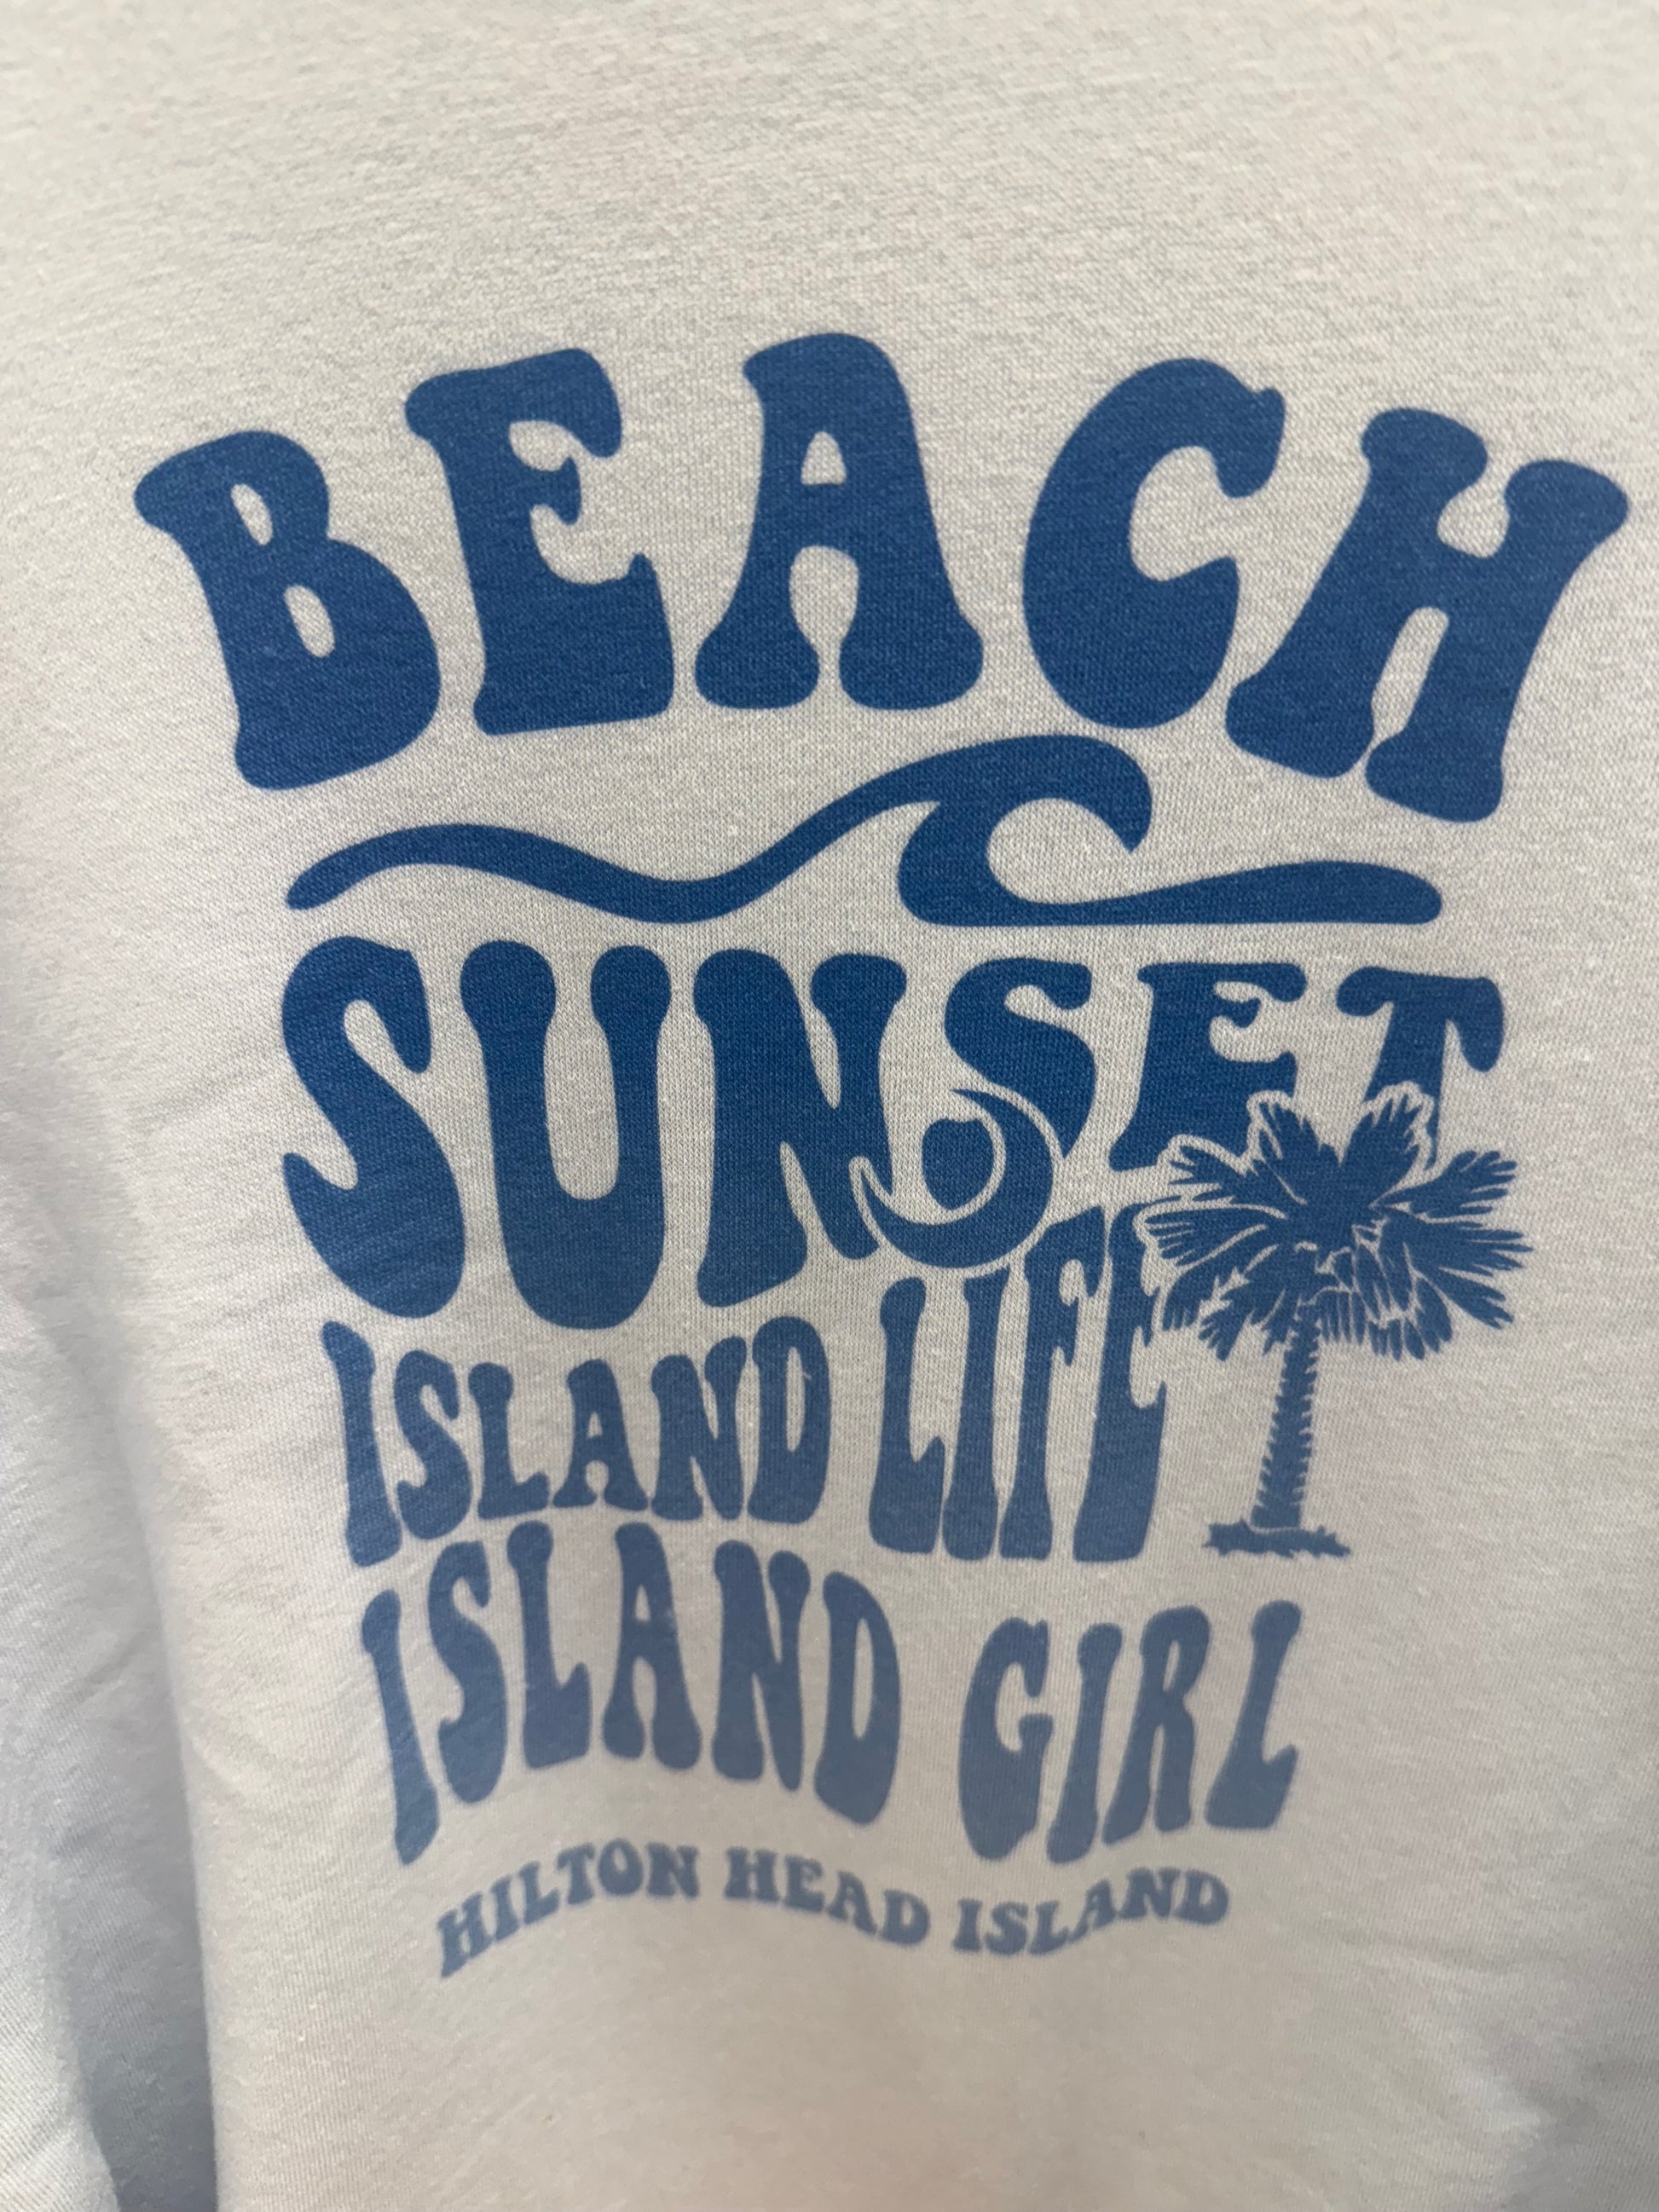 BEACH
SUNSET
ISLAND LIFE
ISLAND GIRL
HILTON HEAD ISLAND